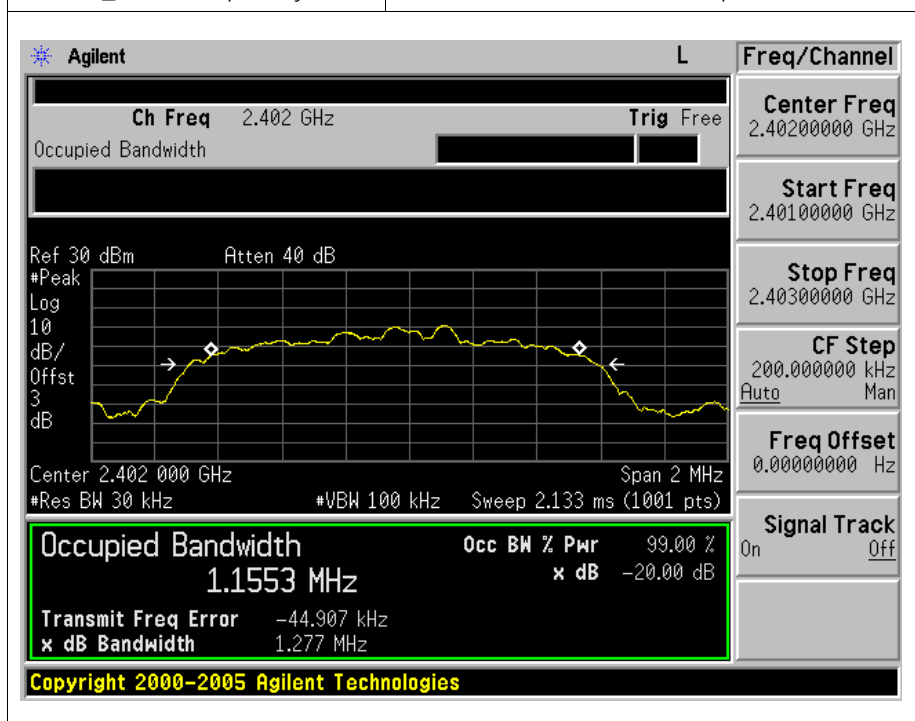 Agilent
L
Freq/Channel
Ch Freq 2.402 GHz
Trig Free
Occupied Bandwidth
Center Freq
2.40200000 GHz
Start Freq
2.40100000 GHz
Stop Freq
2.40300000 GHz
CF Step
200.000000 kHz
Auto Man
Freq Offset
0.00000000 Hz
Signal Track
On Off
Ref 30 dBm Atten 40 dB
#Peak
Log
10
dB/
Offst
3
dB
Center 2.402 000 GHz Span 2 MHz
#Res BW 30 kHz #VBW 100 kHz Sweep 2.133 ms (1001 pts)
Occupied Bandwidth
1.1553 MHz
Occ BW % Pwr 99.00 %
x dB -20.00 dB
Transmit Freq Error -44.907 kHz
x dB Bandwidth 1.277 MHz
Copyright 2000-2005 Agilent Technologies